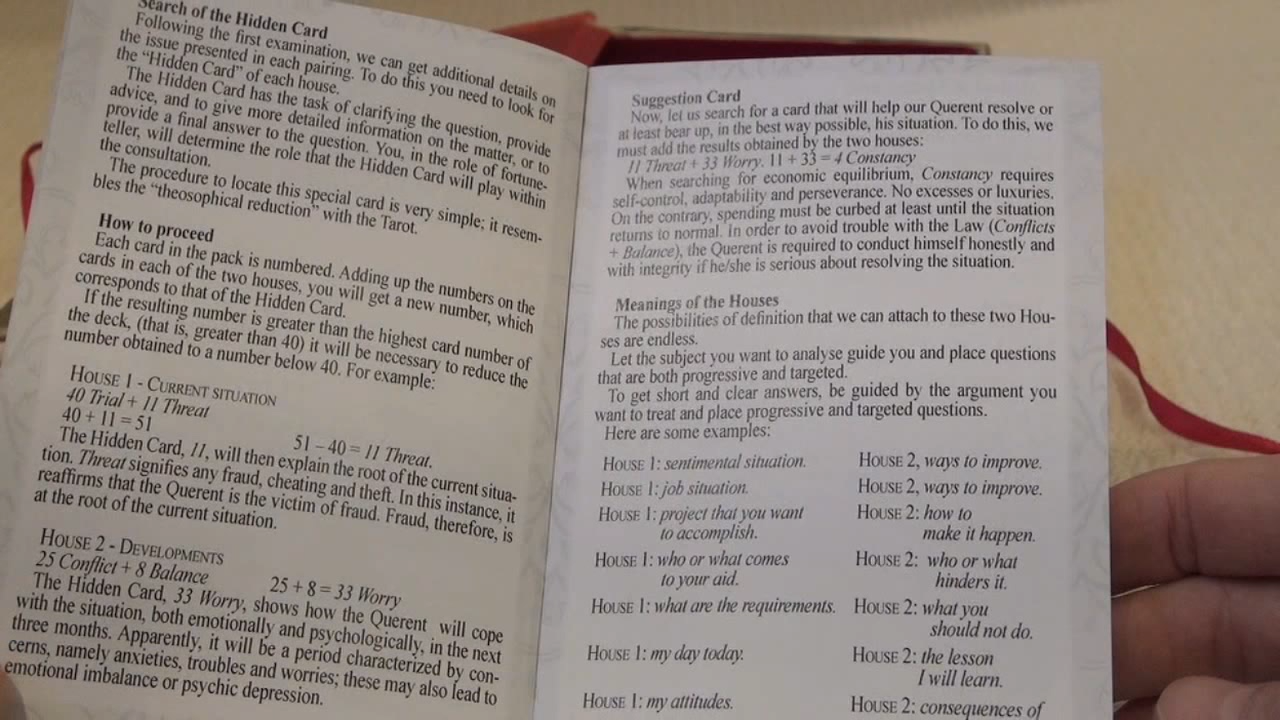 Search of the Hidden Card
Following the first examination, we can get additional details on
the issue presented in each pairing. To do this you need to look for
the “Hidden Card” of each house.
The Hidden Card has the task of clarifying the question, provide
advice, and to give more detailed information on the matter, or to
provide a final answer to the question. You, in the role of fortune-
teller, will determine the role that the Hidden Card will play within
the consultation.
The procedure to locate this special card is very simple; it resem-
bles the “theosophical reduction” with the Tarot.
How to proceed
Each card in the pack is numbered. Adding up the numbers on the
cards in each of the two houses, you will get a new number, which
corresponds to that of the Hidden Card.
If the resulting number is greater than the highest card number of
the deck, (that is, greater than 40) it will be necessary to reduce the
number obtained to a number below 40. For example:
HOUSE 1 - CURRENT SITUATION
40 Trial + 11 Threat
40 + 11 = 51 51 – 40 = 11 Threat.
The Hidden Card, 11, will then explain the root of the current situa-
tion. Threat signifies any fraud, cheating and theft. In this instance, it
reaffirms that the Querent is the victim of fraud. Fraud, therefore, is
at the root of the current situation.
HOUSE 2 - DEVELOPMENTS
25 Conflict + 8 Balance 25 + 8 = 33 Worry
The Hidden Card, 33 Worry, shows how the Querent will cope
with the situation, both emotionally and psychologically, in the next
three months. Apparently, it will be a period characterized by con-
cerns, namely anxieties, troubles and worries; these may also lead to
emotional imbalance or psychic depression.
Suggestion Card
Now, let us search for a card that will help our Querent resolve or
at least bear up, in the best way possible, his situation. To do this, we
must add the results obtained by the two houses:
11 Threat + 33 Worry. 11 + 33 = 4 Constancy
When searching for economic equilibrium, Constancy requires
self-control, adaptability and perseverance. No excesses or luxuries.
On the contrary, spending must be curbed at least until the situation
returns to normal. In order to avoid trouble with the Law (Conflicts
+ Balance), the Querent is required to conduct himself honestly and
with integrity if he/she is serious about resolving the situation.
Meanings of the Houses
The possibilities of definition that we can attach to these two Hou-
ses are endless.
Let the subject you want to analyse guide you and place questions
that are both progressive and targeted.
To get short and clear answers, be guided by the argument you
want to treat and place progressive and targeted questions.
Here are some examples:
HOUSE 1: sentimental situation. HOUSE 2, ways to improve.
HOUSE 1: job situation. HOUSE 2, ways to improve.
HOUSE 1: project that you want HOUSE 2: how to
to accomplish. make it happen.
HOUSE 1: who or what comes HOUSE 2: who or what
to your aid. hinders it.
HOUSE 1: what are the requirements. HOUSE 2: what you
should not do.
HOUSE 1: my day today. HOUSE 2: the lesson
I will learn.
HOUSE 1: my attitudes. HOUSE 2: consequences of